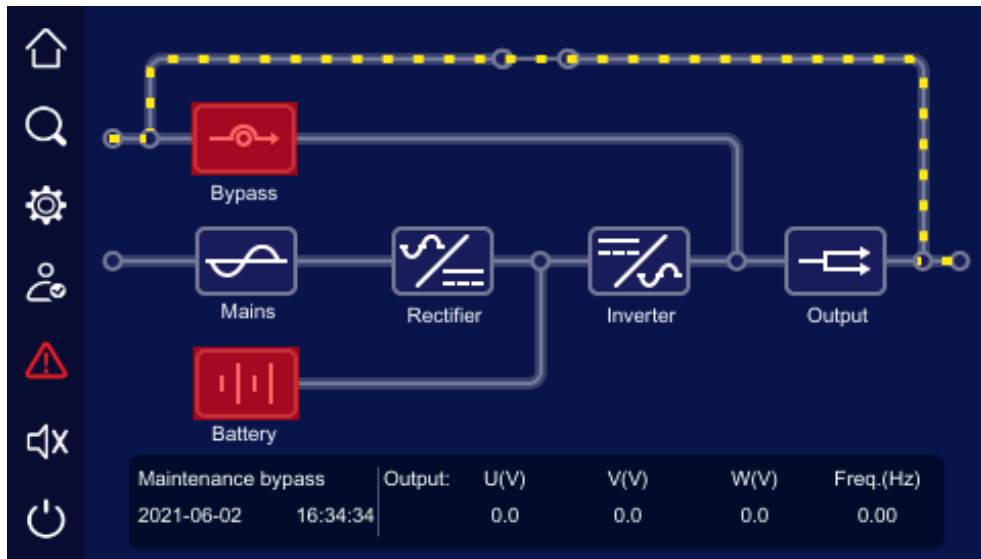 Bypass
Mains
Rectifier
Inverter
Output
Battery
Maintenance bypass Output: U(V) V(V) W(V) Freq.(Hz)
2021-06-02 16:34:34 0.0 0.0 0.0 0.00